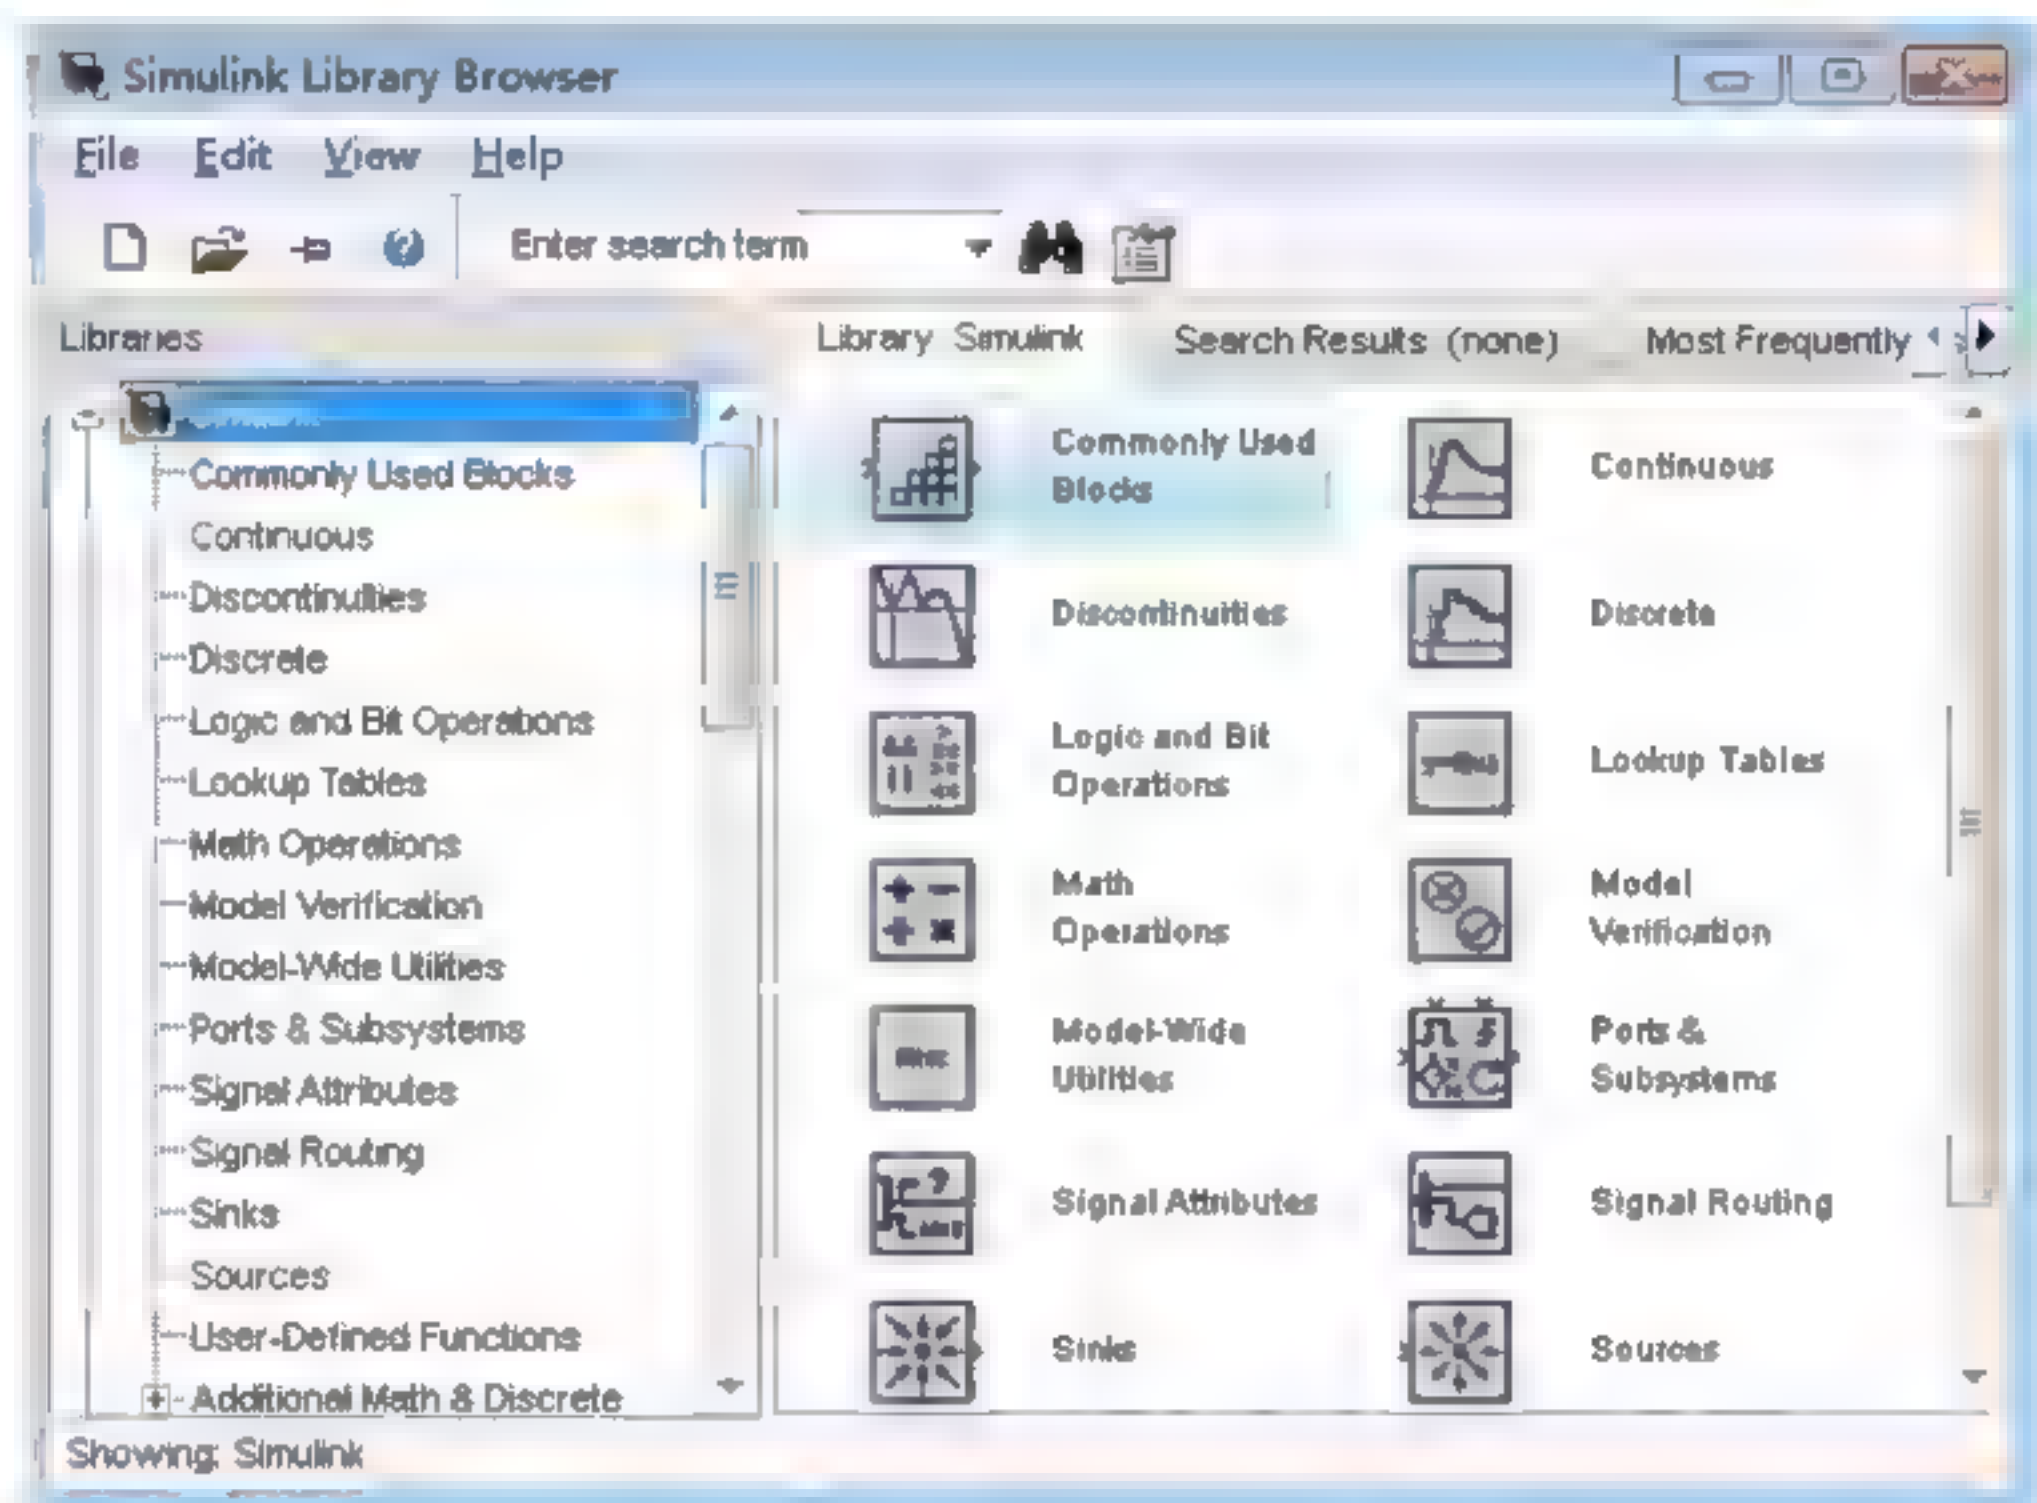 Simulink Library Browser
File Edit View Help
Enter search term
Libraries
Library Simulink Search Results (none) Most Frequently
Commonly Used Blocks
Continuous
Discontinuities
Discrete
Logic and Bit Operations
Lookup Tables
Math Operations
Model Verification
Model-Wide Utilities
Ports & Subsystems
Signal Attributes
Signal Routing
Sinks
Sources
User-Defined Functions
Additional Math & Discrete
Commonly Used
Blocks
Continuous
Discontinuities
Discrete
Logic and Bit
Operations
Lookup Tables
Math
Operations
Model
Verification
Model-Wide
Utilities
Ports &
Subsystems
Signal Attributes
Signal Routing
Sinks
Sources
Showing: Simulink